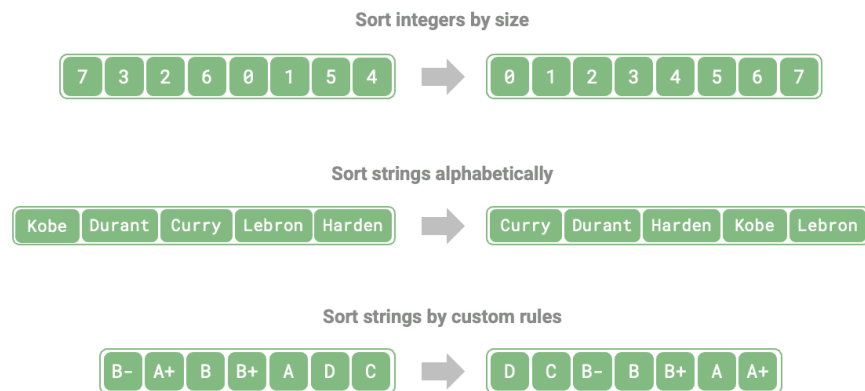 Sort integers by size
7 3 2 6 0 1 5 4 0 1 2 3 4 5 6 7
Sort strings alphabetically
Kobe Durant Curry Lebron Harden Curry Durant Harden Kobe Lebron
Sort strings by custom rules
B- A+ B B+ A D C D C B- B B+ A A+